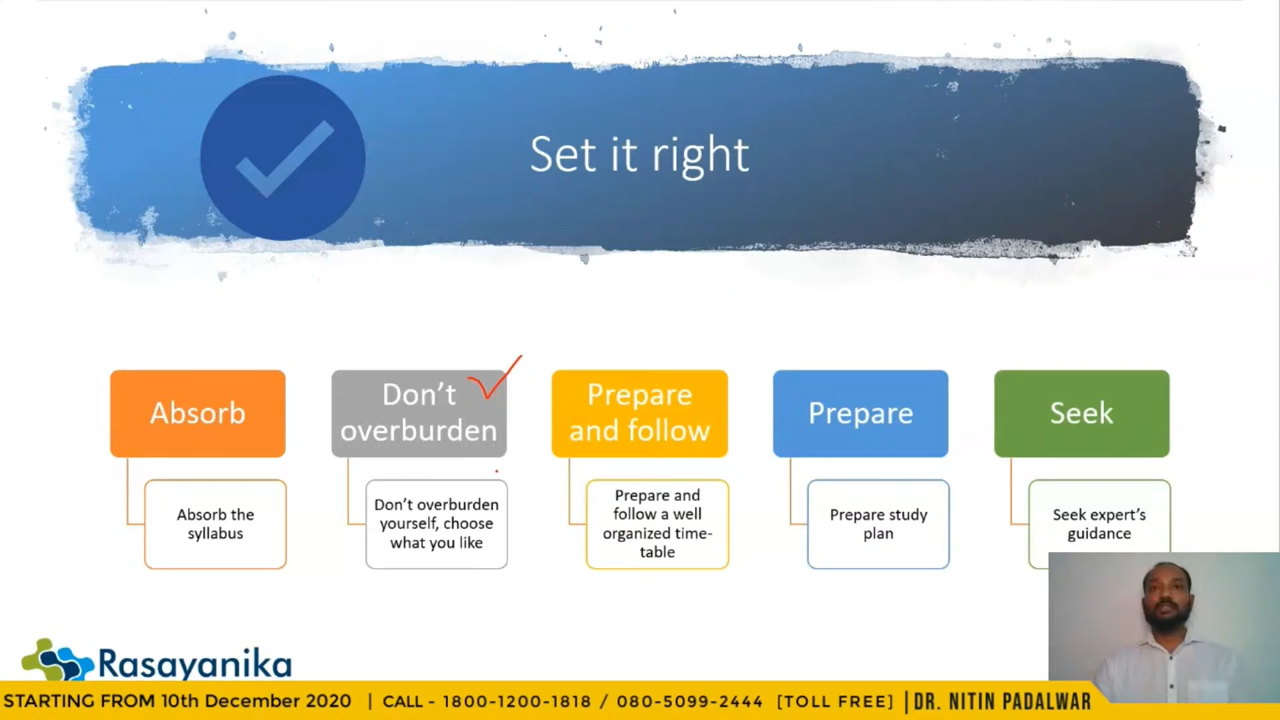 Set it right
Absorb
Don't
overburden
Prepare
and follow
Prepare
Seek
Absorb the
syllabus
Don't overburden
yourself, choose
what you like
Prepare and
follow a well
organized time-
table
Prepare study
plan
Seek expert's
guidance
Rasayanika
STARTING FROM 10th December 2020 | CALL - 1800-1200-1818 / 080-5099-2444 [TOLL FREE] | DR. NITIN PADALWAR